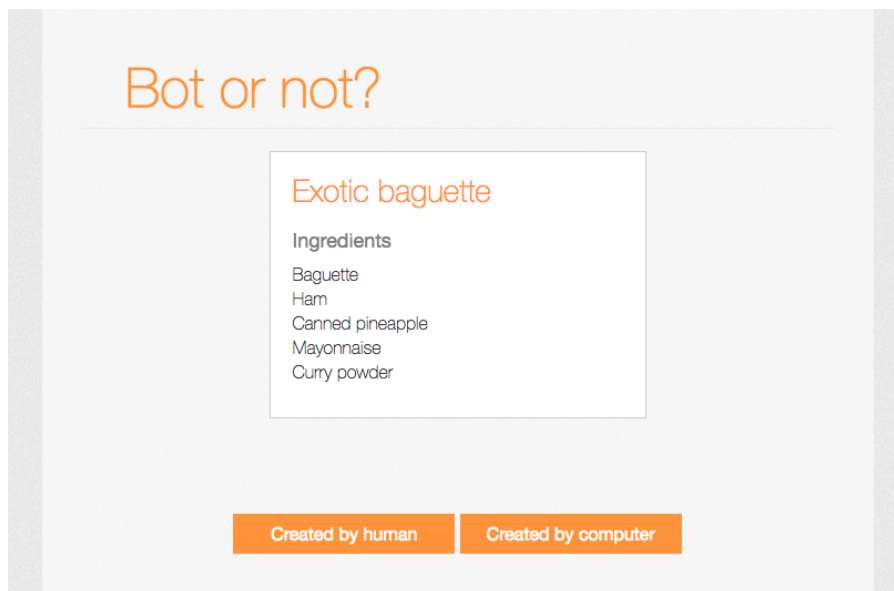 Bot or not?
Exotic baguette
Ingredients
Baguette
Ham
Canned pineapple
Mayonnaise
Curry powder
Created by human
Created by computer